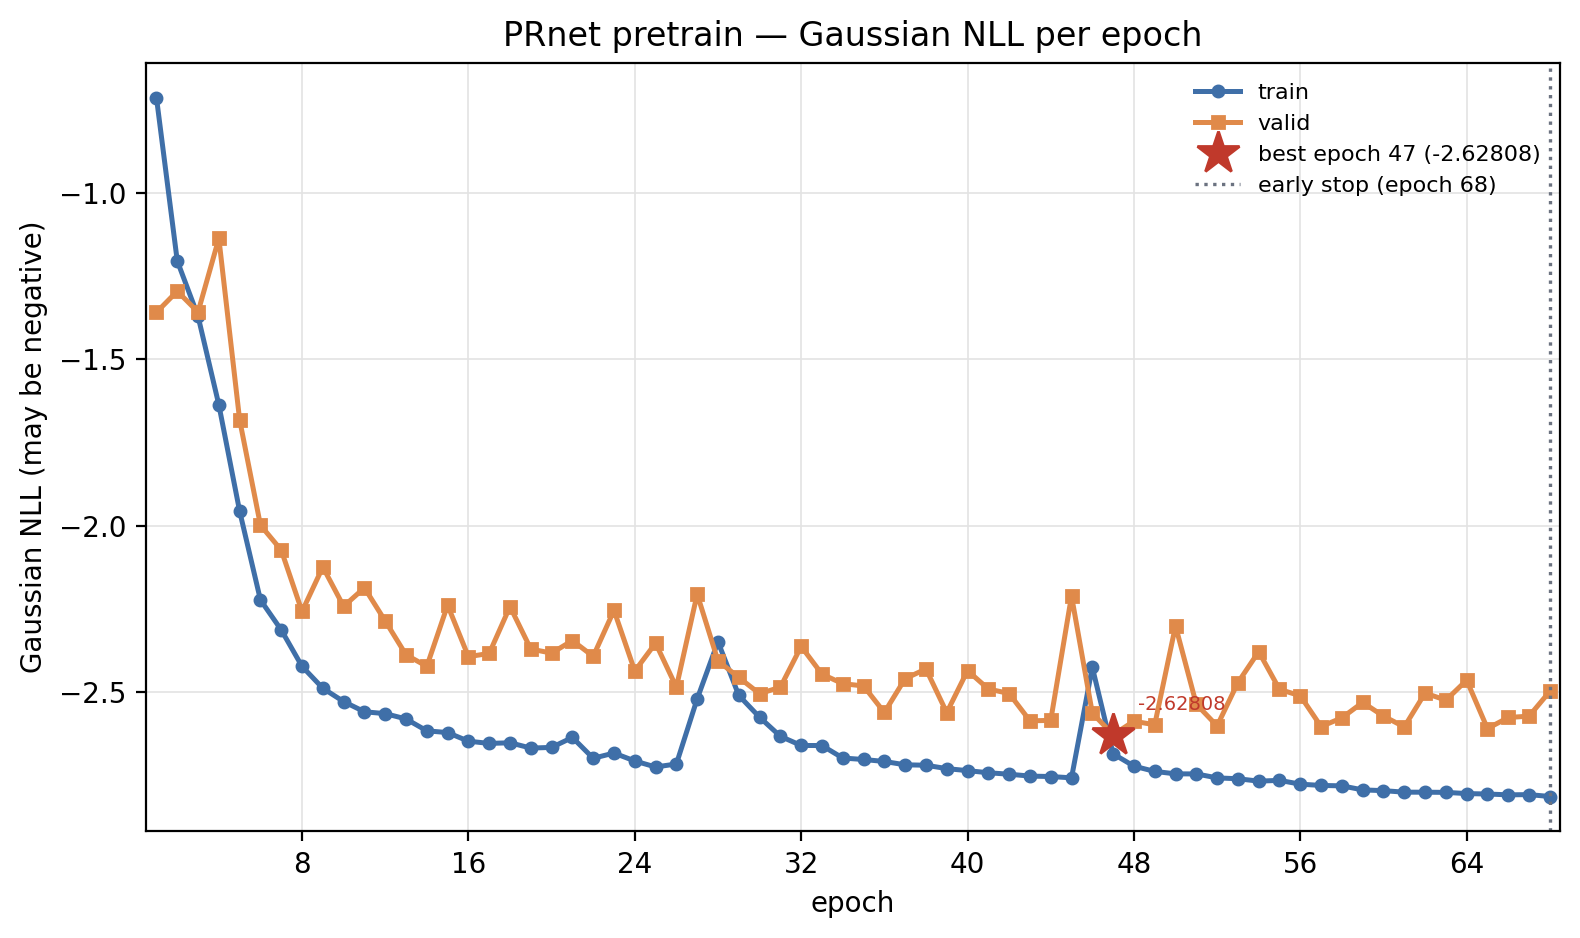 PRnet pretrain — Gaussian NLL per epoch
train
valid
best epoch 47 (-2.62808)
early stop (epoch 68)
Gaussian NLL (may be negative)
−1.0
−1.5
−2.0
−2.5
-2.62808
8 16 24 32 40 48 56 64
epoch